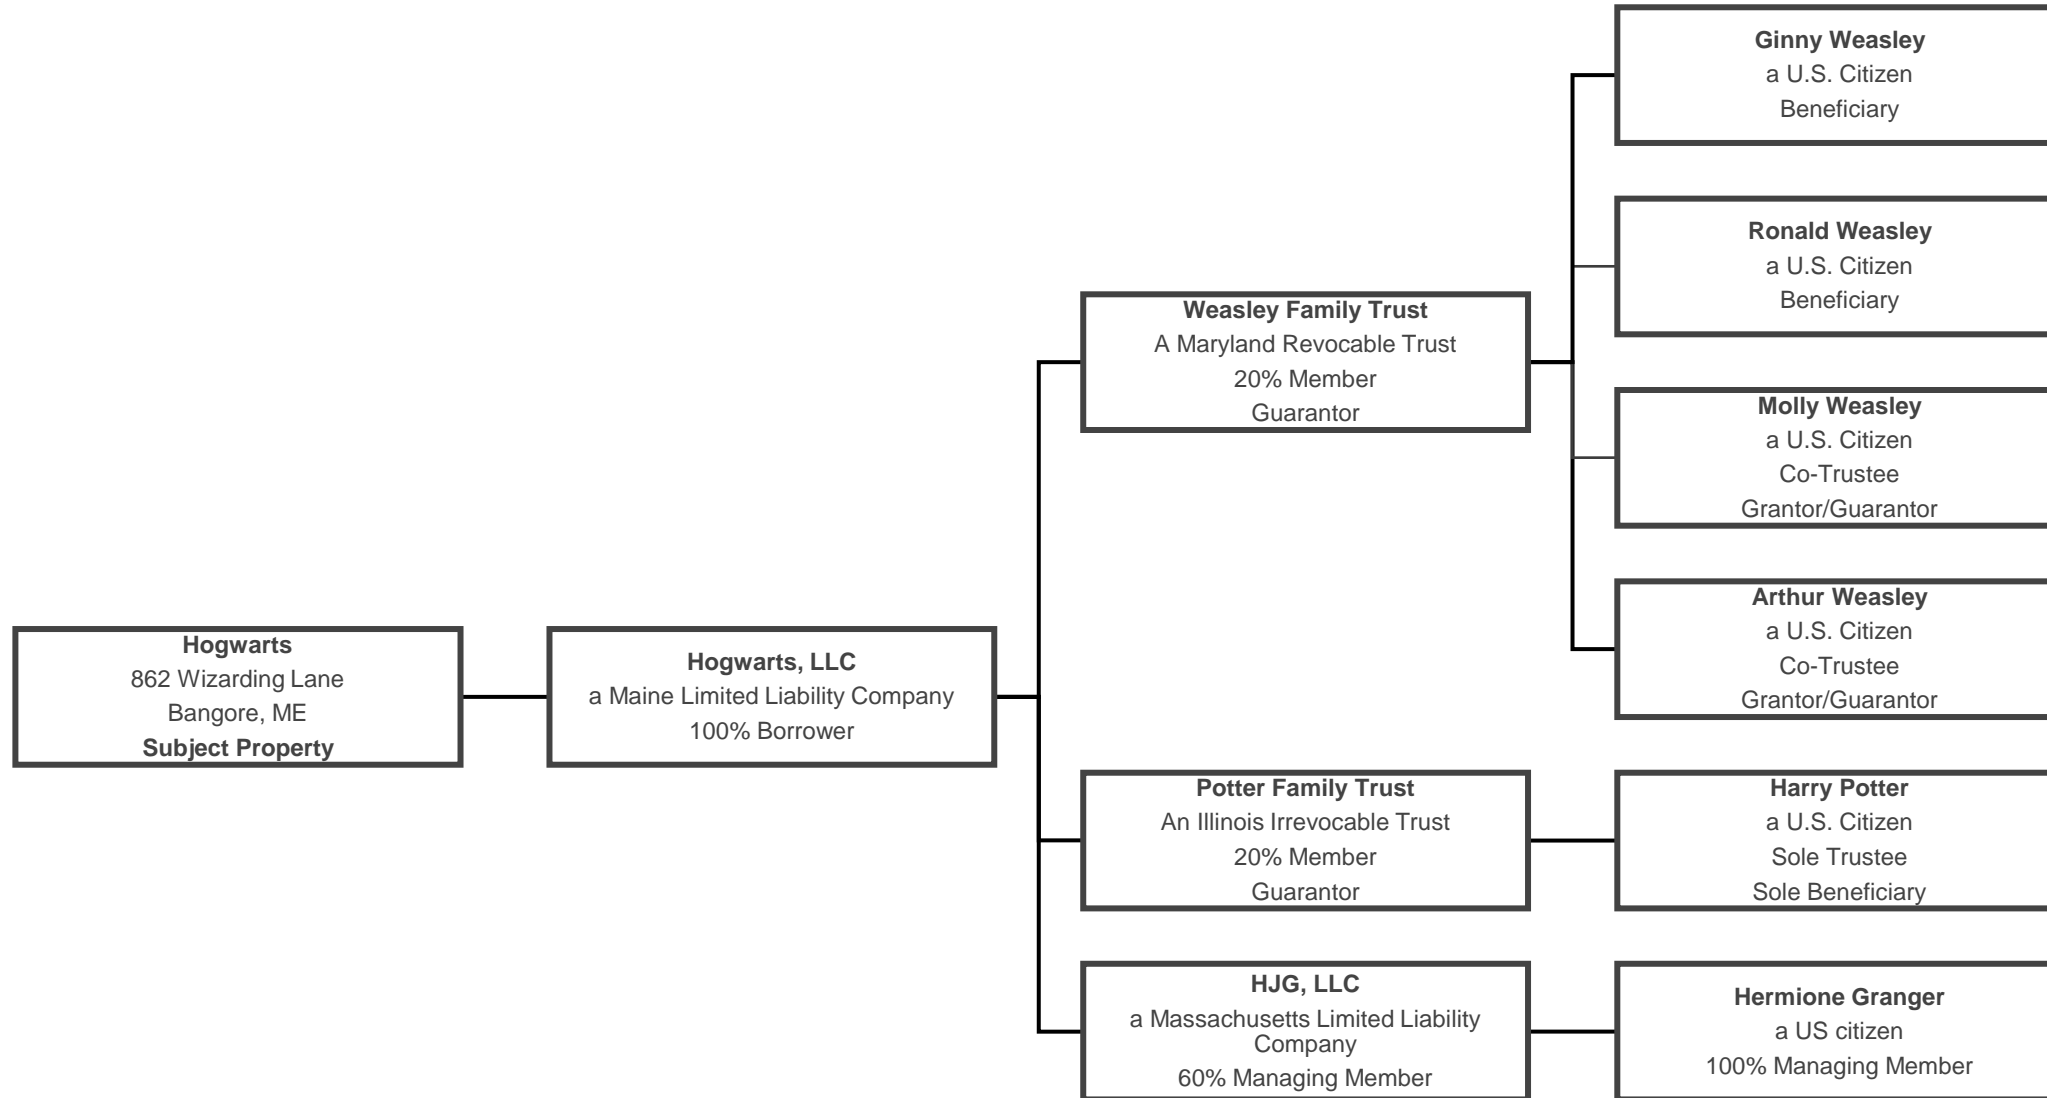 Ginny Weasley
a U.S. Citizen
Beneficiary
Ronald Weasley
a U.S. Citizen
Beneficiary
Weasley Family Trust
A Maryland Revocable Trust
20% Member
Guarantor
Molly Weasley
a U.S. Citizen
Co-Trustee
Grantor/Guarantor
Arthur Weasley
a U.S. Citizen
Co-Trustee
Grantor/Guarantor
Hogwarts
862 Wizarding Lane
Bangore, ME
Subject Property
Hogwarts, LLC
a Maine Limited Liability Company
100% Borrower
Potter Family Trust
An Illinois Irrevocable Trust
20% Member
Guarantor
Harry Potter
a U.S. Citizen
Sole Trustee
Sole Beneficiary
HJG, LLC
a Massachusetts Limited Liability
Company
60% Managing Member
Hermione Granger
a US citizen
100% Managing Member